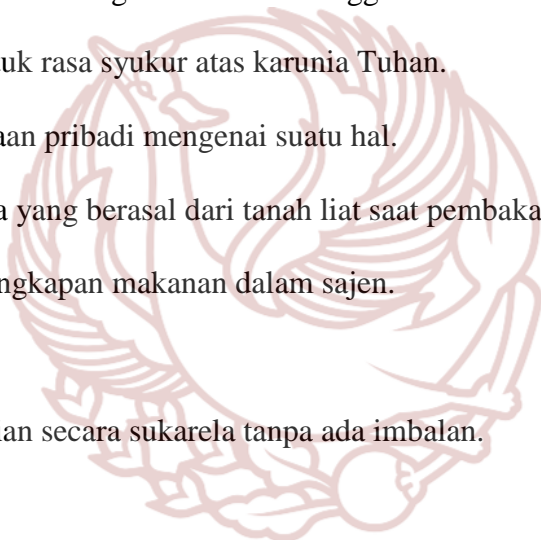 uk rasa syukur atas karunia Tuhan.
an pribadi mengenai suatu hal.
yang berasal dari tanah liat saat pembaka
ngkapan makanan dalam sajen.
an secara sukarela tanpa ada imbalan.